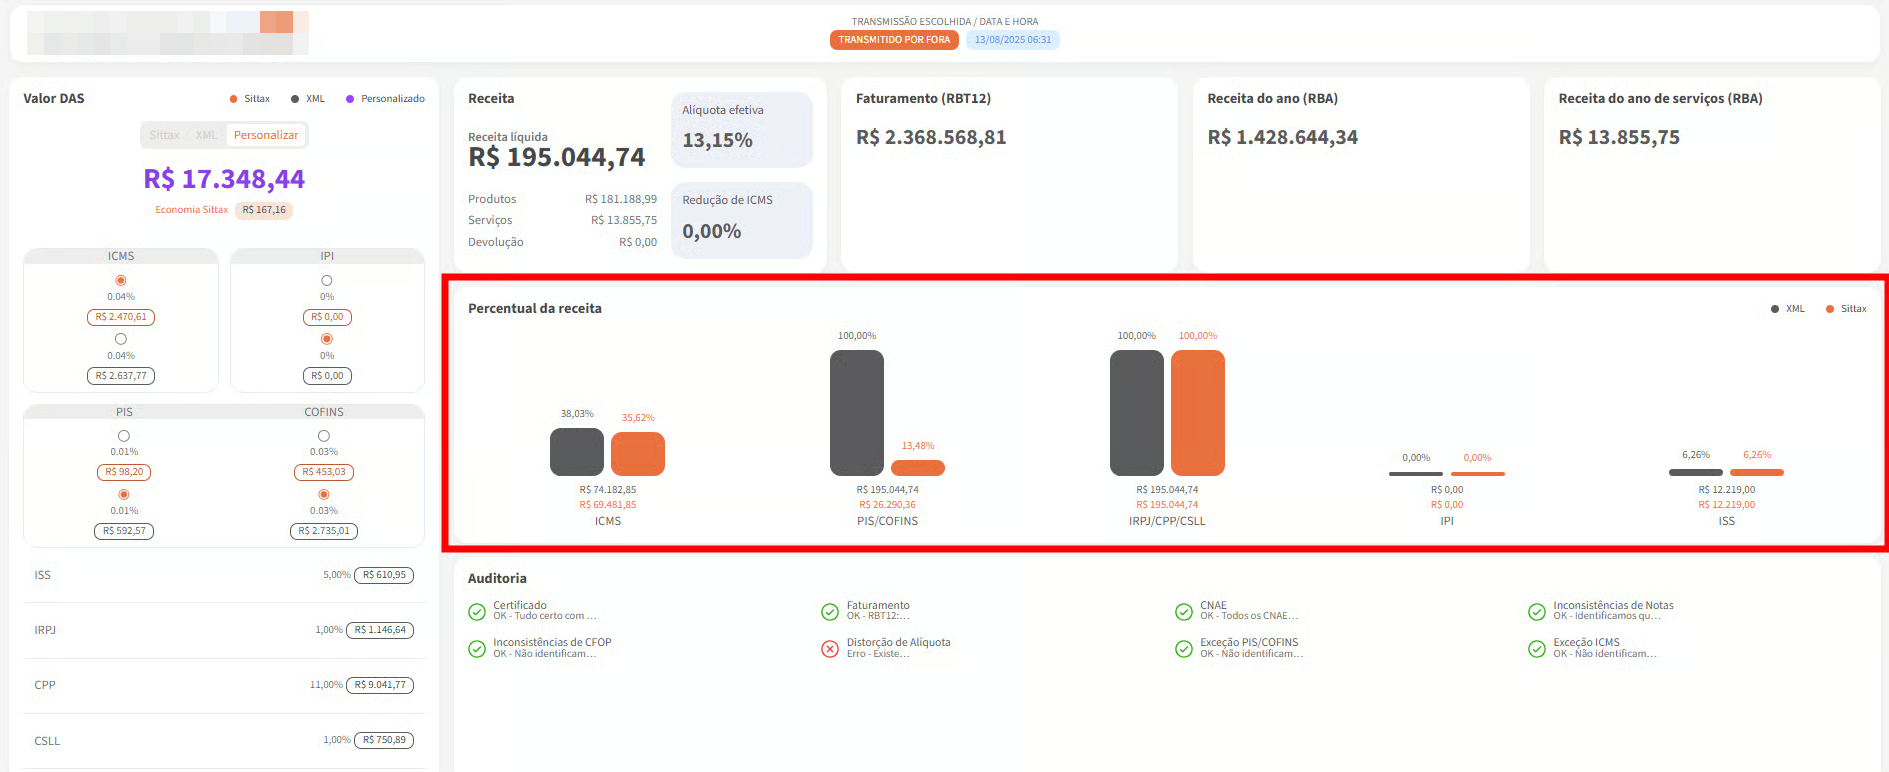 TRANSMISSÃO ESCOLHIDA / DATA E HORA
TRANSMITIDO POR FORA 13/08/2025 06:31
Valor DAS
Sittax XML Personalizado
Sittax XML Personalizar
R$ 17.348,44
Economia Sittax R$ 167,16
ICMS
0.04%
R$ 2.470,61
0.04%
R$ 2.637,77
IPI
0%
R$ 0,00
0%
R$ 0,00
PIS COFINS
0.01% 0.03%
R$ 98,20 R$ 453,03
0.01% 0.03%
R$ 592,57 R$ 2.735,01
ISS 5,00% R$ 610,95
IRPJ 1,00% R$ 1.146,64
CPP 11,00% R$ 9.041,77
CSLL 1,00% R$ 750,89
Receita
Receita líquida
R$ 195.044,74
Produtos R$ 181.188,99
Serviços R$ 13.855,75
Devolução R$ 0,00
Alíquota efetiva
13,15%
Redução de ICMS
0,00%
Faturamento (RBT12)
R$ 2.368.568,81
Receita do ano (RBA)
R$ 1.428.644,34
Receita do ano de serviços (RBA)
R$ 13.855,75
Percentual da receita
XML Sittax
38,03% 35,62%
R$ 74.182,85
R$ 69.481,85
ICMS
100,00% 13,48%
R$ 195.044,74
R$ 26.290,36
PIS/COFINS
100,00% 100,00%
R$ 195.044,74
R$ 195.044,74
IRPJ/CPP/CSLL
0,00% 0,00%
R$ 0,00
R$ 0,00
IPI
6,26% 6,26%
R$ 12.219,00
R$ 12.219,00
ISS
Auditoria
Certificado
OK - Tudo certo com ...
Faturamento
OK - RBT12:...
CNAE
OK - Todos os CNAE...
Inconsistências de Notas
OK - Identificamos qu...
Inconsistências de CFOP
OK - Não identificam...
Distorção de Alíquota
Erro - Existe...
Exceção PIS/COFINS
OK - Não identificam...
Exceção ICMS
OK - Não identificam...